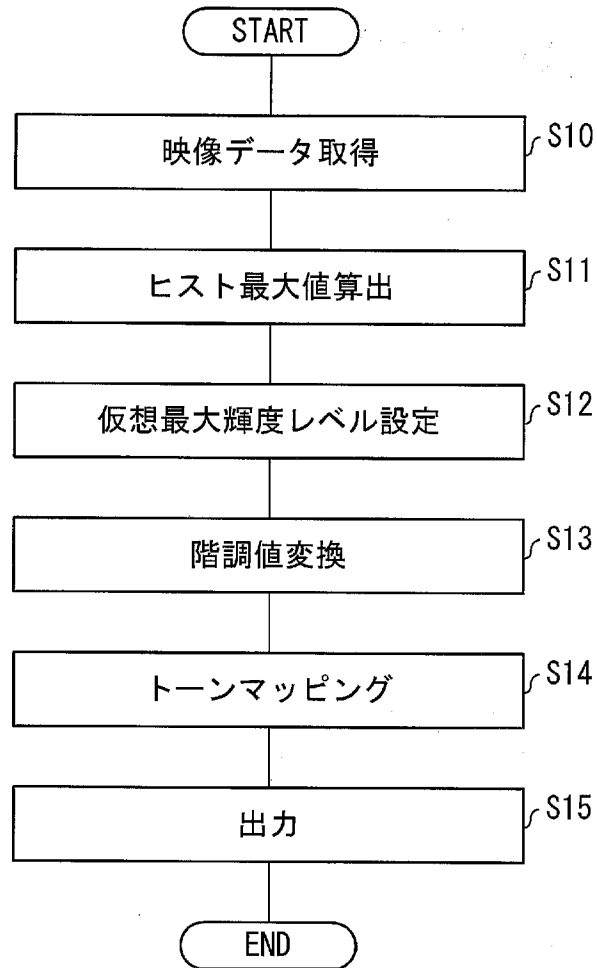 START
映像データ取得
S10
ヒスト最大値算出
S11
仮想最大輝度レベル設定
S12
階調値変換
S13
トーンマッピング
S14
出力
S15
END